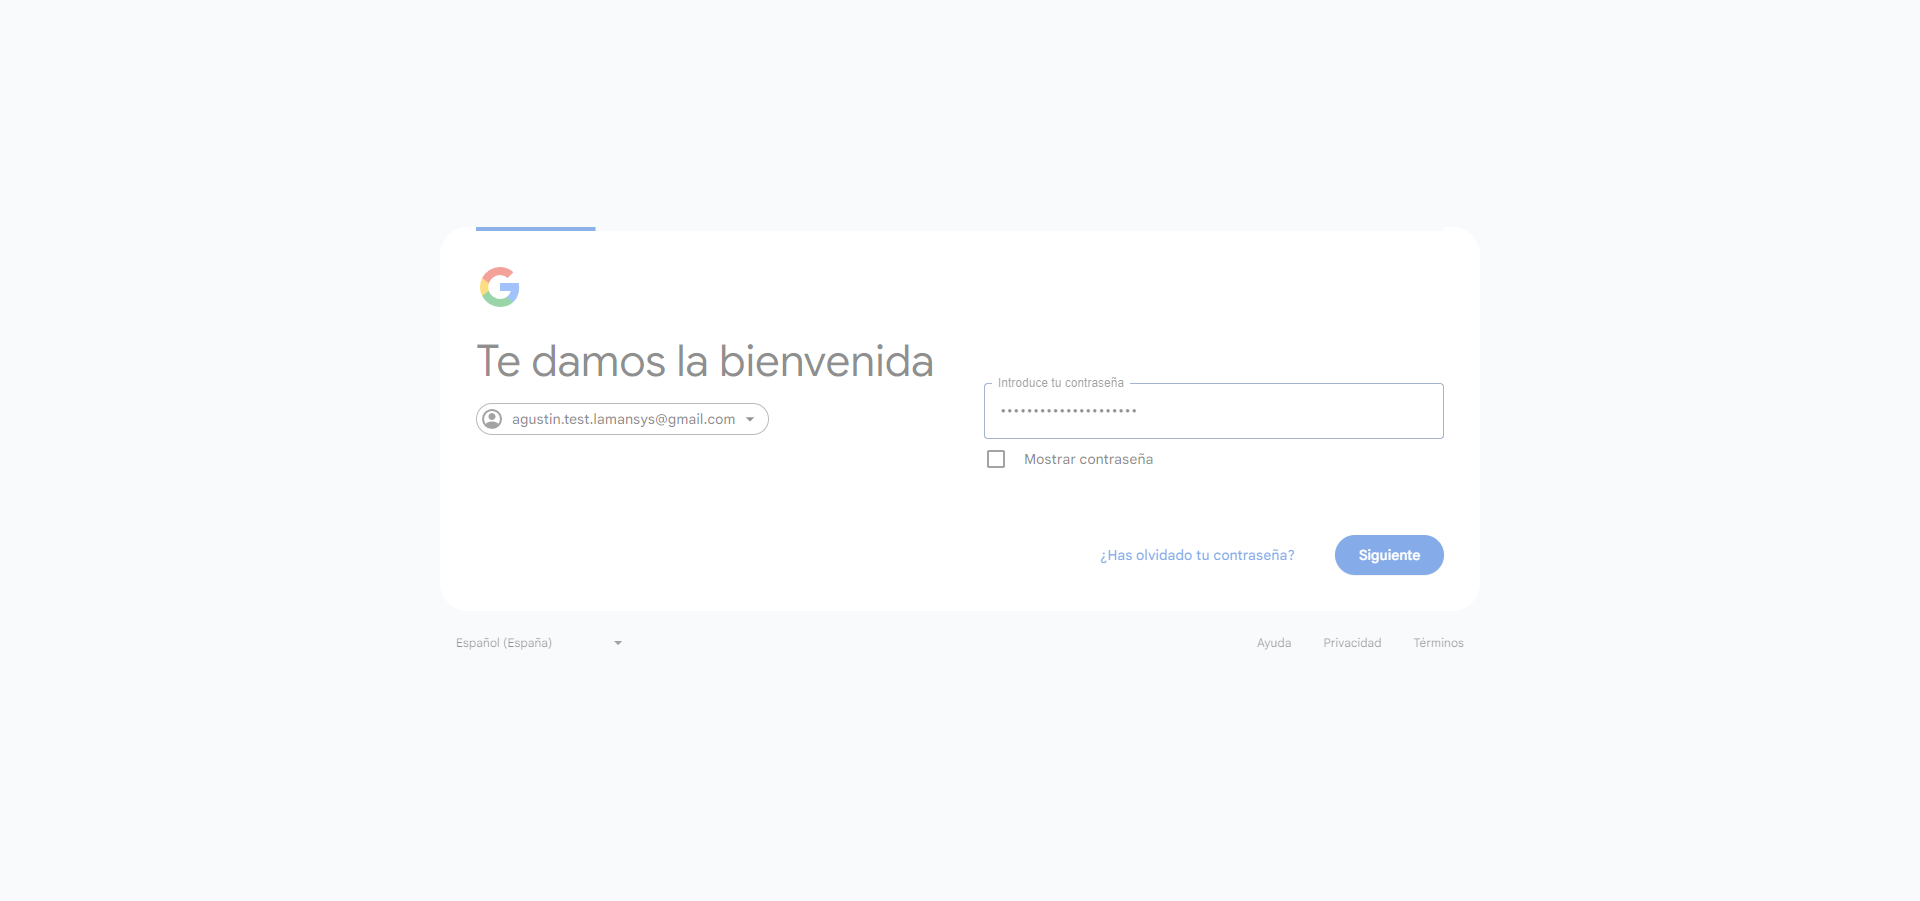 Te damos la bienvenida
agustin.test.lamansys@gmail.com
Introduce tu contraseña
•••••••••••••••••••••
Mostrar contraseña
¿Has olvidado tu contraseña?
Siguiente
Español (España)
Ayuda
Privacidad
Términos